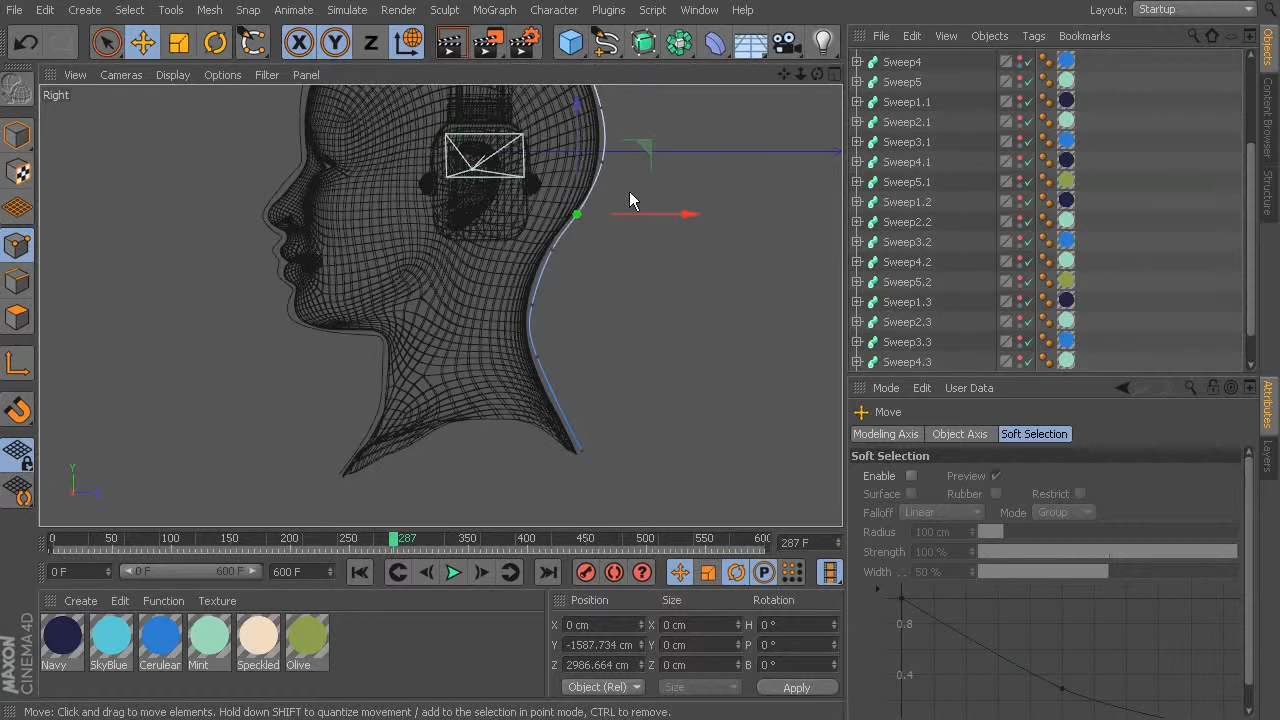 File Edit Create Select Tools Mesh Snap Animate Simulate Render Sculpt MoGraph Character Plugins Script Window Help
Layout: Startup
View Cameras Display Options Filter Panel
Right
Y
File Edit View Objects Tags Bookmarks
Sweep4
Sweep5
Sweep1.1
Sweep2.1
Sweep3.1
Sweep4.1
Sweep5.1
Sweep1.2
Sweep2.2
Sweep3.2
Sweep4.2
Sweep5.2
Sweep1.3
Sweep2.3
Sweep3.3
Sweep4.3
Objects
Content Browser
Structure
Mode Edit User Data
Move
Modeling Axis Object Axis Soft Selection
Soft Selection
Enable Preview
Surface Rubber Restrict
Falloff Linear Mode Group
Radius 100 cm
Strength 100 %
Width . . 50 %
0.8
0.4
Attributes
Layers
0 50 100 150 200 250 287 350 400 450 500 550 600
287 F
0 F 0 F 600 F 600 F
Create Edit Function Texture
Navy SkyBlue Cerulean Mint Speckled Olive
Position Size Rotation
X 0 cm X 0 cm H 0 °
Y -1587.734 cm Y 0 cm P 0 °
Z 2986.664 cm Z 0 cm B 0 °
Object (Rel) Size Apply
MAXON
CINEMA 4D
Move: Click and drag to move elements. Hold down SHIFT to quantize movement / add to the selection in point mode, CTRL to remove.